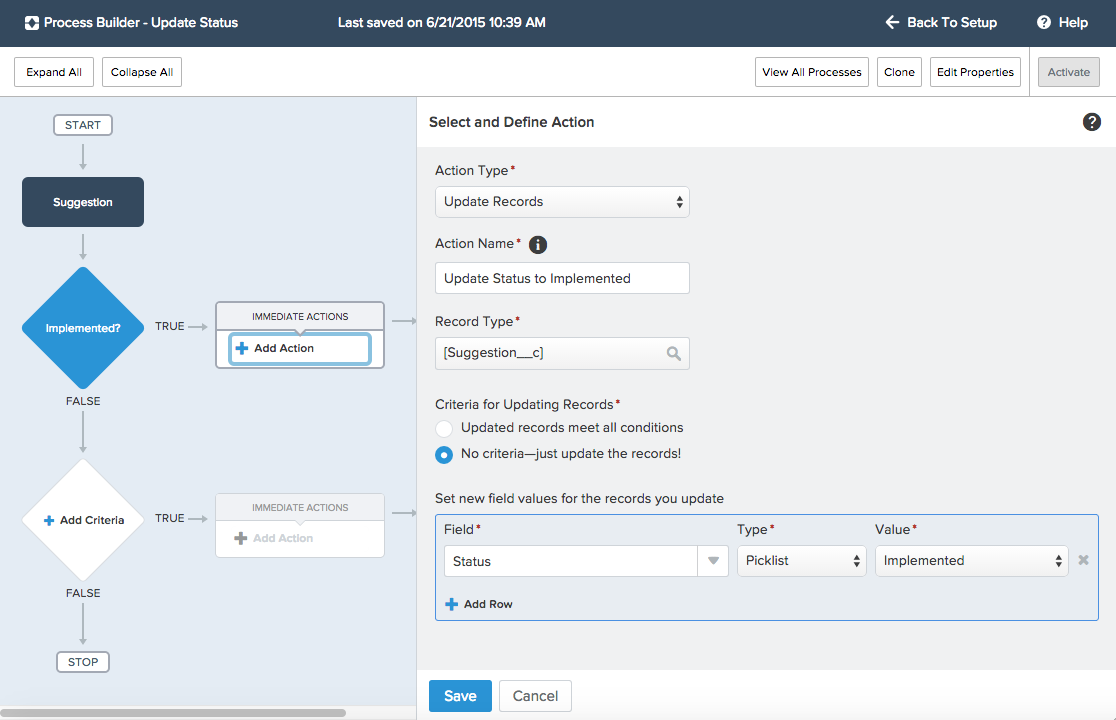 Process Builder - Update Status Last saved on 6/21/2015 10:39 AM Back To Setup ? Help
Expand All Collapse All View All Processes Clone Edit Properties Activate
START
Suggestion
Implemented?
TRUE
IMMEDIATE ACTIONS
Add Action
FALSE
Add Criteria
TRUE
IMMEDIATE ACTIONS
Add Action
FALSE
STOP
Select and Define Action ?
Action Type*
Update Records
Action Name* i
Update Status to Implemented
Record Type*
[Suggestion__c]
Criteria for Updating Records*
Updated records meet all conditions
No criteria—just update the records!
Set new field values for the records you update
Field* Type* Value*
Status Picklist Implemented
Add Row
Save Cancel